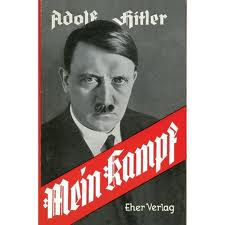 Adolf Hitler
Mein Kampf
Eher Verlag